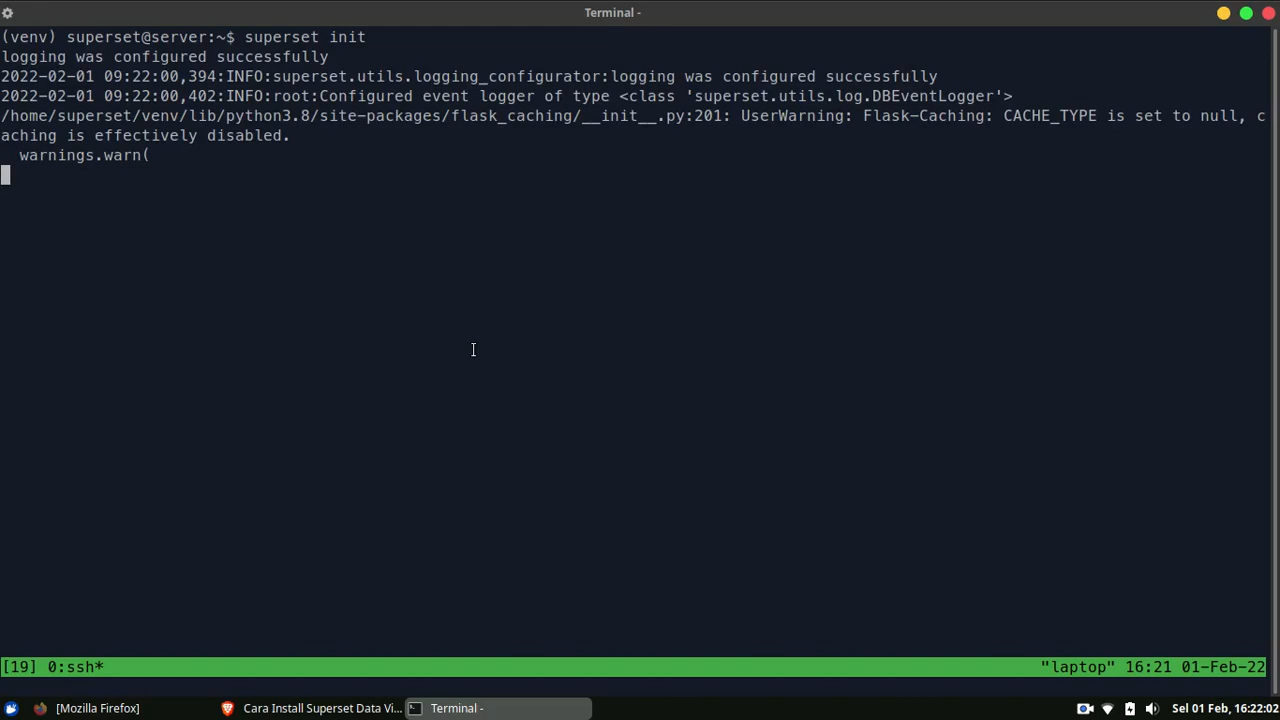 Terminal -
(venv) superset@server:~$ superset init
logging was configured successfully
2022-02-01 09:22:00,394:INFO:superset.utils.logging_configurator:logging was configured successfully
2022-02-01 09:22:00,402:INFO:root:Configured event logger of type <class 'superset.utils.log.DBEventLogger'>
/home/superset/venv/lib/python3.8/site-packages/flask_caching/__init__.py:201: UserWarning: Flask-Caching: CACHE_TYPE is set to null, c
aching is effectively disabled.
  warnings.warn(
[19] 0:ssh* "laptop" 16:21 01-Feb-22
[Mozilla Firefox] Cara Install Superset Data Vi... Terminal - Sel 01 Feb, 16:22:02